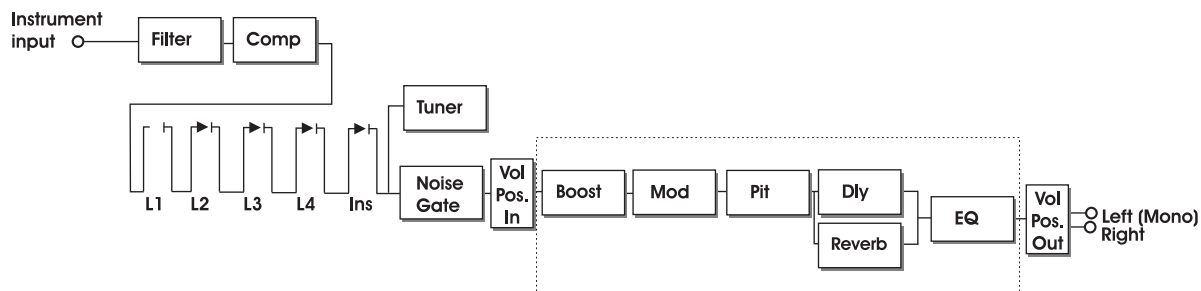 Instrument
input
Filter
Comp
Tuner
L1
L2
L3
L4
Ins
Noise
Gate
Vol
Pos.
In
Boost
Mod
Pit
Dly
Reverb
EQ
Vol
Pos.
Out
Left (Mono)
Right